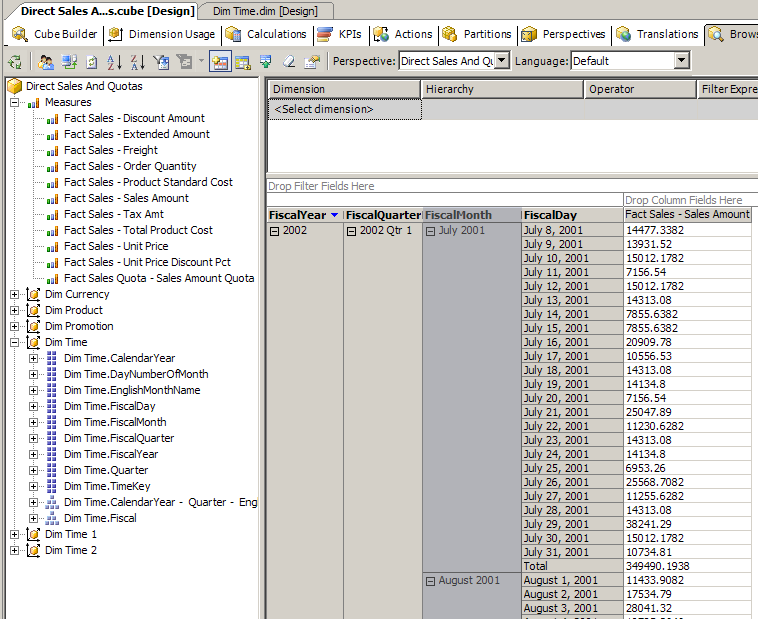 Direct Sales A...s.cube [Design] Dim Time.dim [Design]
Cube Builder Dimension Usage Calculations KPIs Actions Partitions Perspectives Translations Brows
Perspective: Direct Sales And Qu Language: Default
Direct Sales And Quotas
Measures
Fact Sales - Discount Amount
Fact Sales - Extended Amount
Fact Sales - Freight
Fact Sales - Order Quantity
Fact Sales - Product Standard Cost
Fact Sales - Sales Amount
Fact Sales - Tax Amt
Fact Sales - Total Product Cost
Fact Sales - Unit Price
Fact Sales - Unit Price Discount Pct
Fact Sales Quota - Sales Amount Quota
Dim Currency
Dim Product
Dim Promotion
Dim Time
Dim Time.CalendarYear
Dim Time.DayNumberOfMonth
Dim Time.EnglishMonthName
Dim Time.FiscalDay
Dim Time.FiscalMonth
Dim Time.FiscalQuarter
Dim Time.FiscalYear
Dim Time.Quarter
Dim Time.TimeKey
Dim Time.CalendarYear - Quarter - Eng
Dim Time.Fiscal
Dim Time 1
Dim Time 2
Dimension Hierarchy Operator Filter Expre
<Select dimension>
Drop Filter Fields Here
Drop Column Fields Here
FiscalYear FiscalQuarter FiscalMonth FiscalDay Fact Sales - Sales Amount
2002 2002 Qtr 1 July 2001 July 8, 2001 14477.3382
July 9, 2001 13931.52
July 10, 2001 15012.1782
July 11, 2001 7156.54
July 12, 2001 15012.1782
July 13, 2001 14313.08
July 14, 2001 7855.6382
July 15, 2001 7855.6382
July 16, 2001 20909.78
July 17, 2001 10556.53
July 18, 2001 14313.08
July 19, 2001 14134.8
July 20, 2001 7156.54
July 21, 2001 25047.89
July 22, 2001 11230.6282
July 23, 2001 14313.08
July 24, 2001 14134.8
July 25, 2001 6953.26
July 26, 2001 25568.7082
July 27, 2001 11255.6282
July 28, 2001 14313.08
July 29, 2001 38241.29
July 30, 2001 15012.1782
July 31, 2001 10734.81
Total 349490.1938
August 2001 August 1, 2001 11433.9082
August 2, 2001 17534.79
August 3, 2001 28041.32